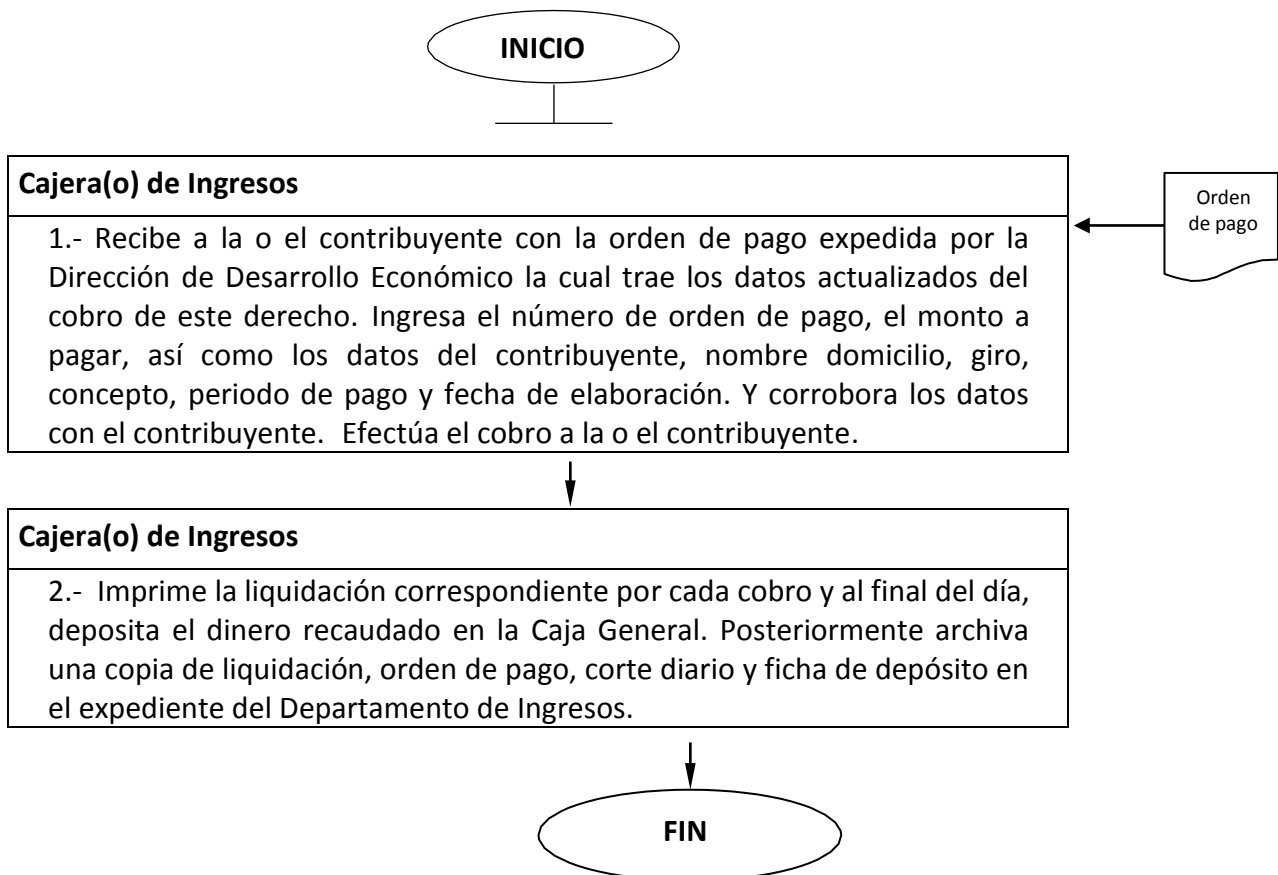 INICIO
Cajera(o) de Ingresos
Orden
de pago
1.- Recibe a la o el contribuyente con la orden de pago expedida por la
Dirección de Desarrollo Económico la cual trae los datos actualizados del
cobro de este derecho. Ingresa el número de orden de pago, el monto a
pagar, así como los datos del contribuyente, nombre domicilio, giro,
concepto, periodo de pago y fecha de elaboración. Y corrobora los datos
con el contribuyente. Efectúa el cobro a la o el contribuyente.
Cajera(o) de Ingresos
2.- Imprime la liquidación correspondiente por cada cobro y al final del día,
deposita el dinero recaudado en la Caja General. Posteriormente archiva
una copia de liquidación, orden de pago, corte diario y ficha de depósito en
el expediente del Departamento de Ingresos.
FIN